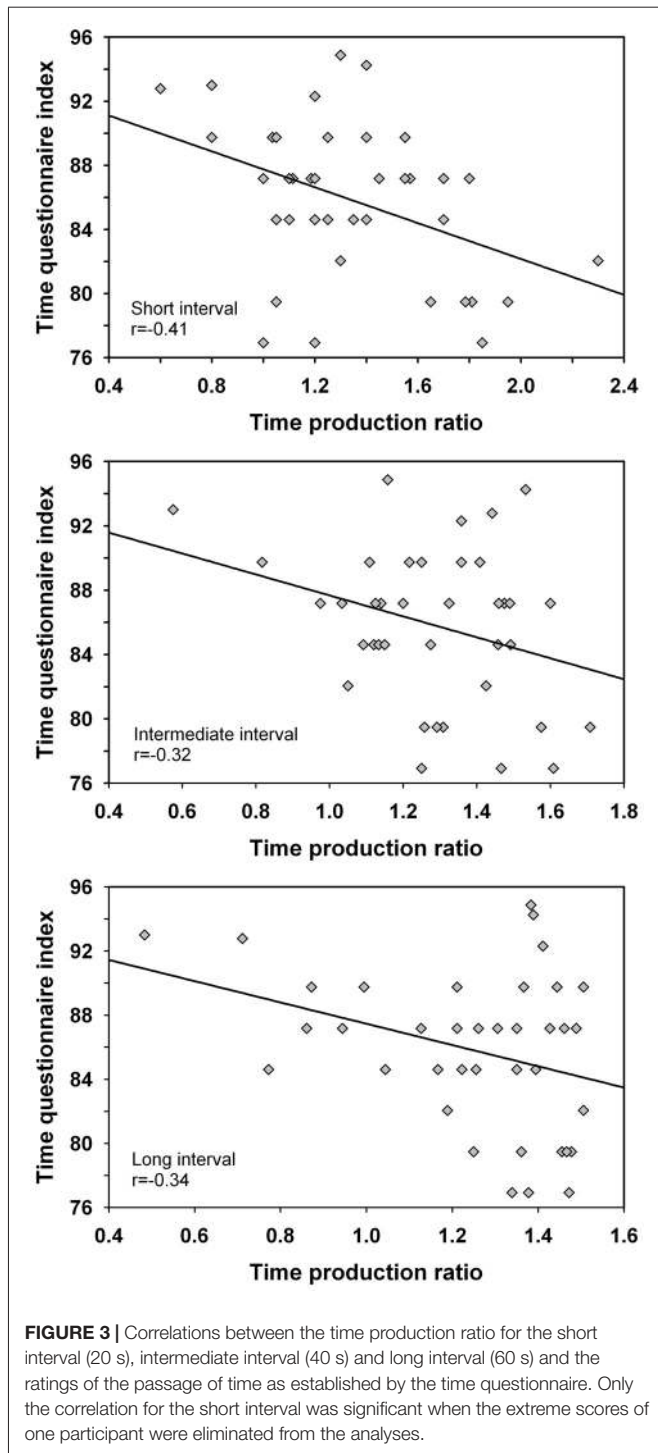 96
92
88
84
80
76
Time questionnaire index
Short interval
r=-0.41
0.4 0.8 1.2 1.6 2.0 2.4
Time production ratio
96
92
88
84
80
76
Time questionnaire index
Intermediate interval
r=-0.32
0.4 0.6 0.8 1.0 1.2 1.4 1.6 1.8
Time production ratio
96
92
88
84
80
76
Time questionnaire index
Long interval
r=-0.34
0.4 0.6 0.8 1.0 1.2 1.4 1.6
Time production ratio
FIGURE 3 | Correlations between the time production ratio for the short
interval (20 s), intermediate interval (40 s) and long interval (60 s) and the
ratings of the passage of time as established by the time questionnaire. Only
the correlation for the short interval was significant when the extreme scores of
one participant were eliminated from the analyses.